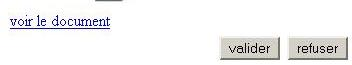 voir le document
valider refuser